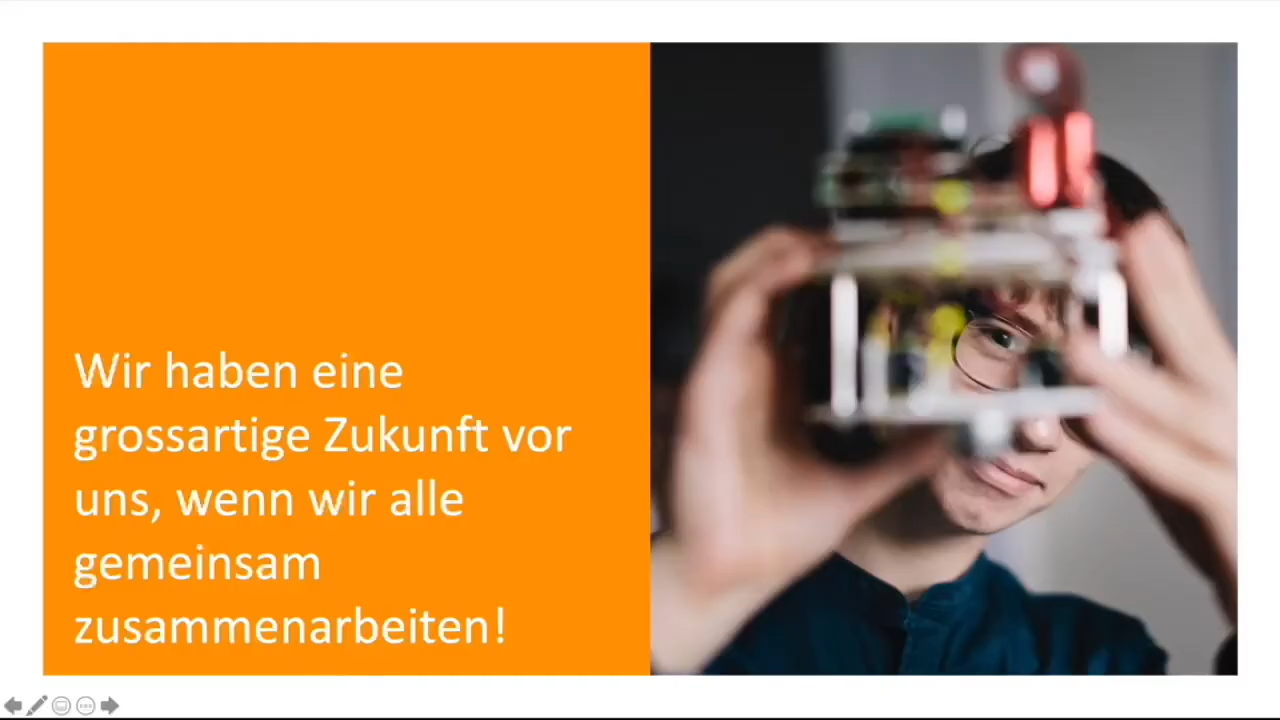 Wir haben eine
grossartige Zukunft vor
uns, wenn wir alle
gemeinsam
zusammenarbeiten!